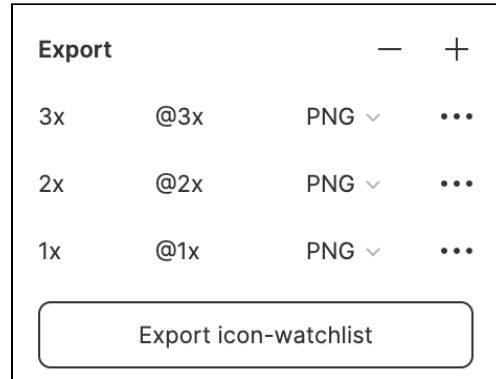 Export
3x @3x PNG
2x @2x PNG
1x @1x PNG
Export icon-watchlist